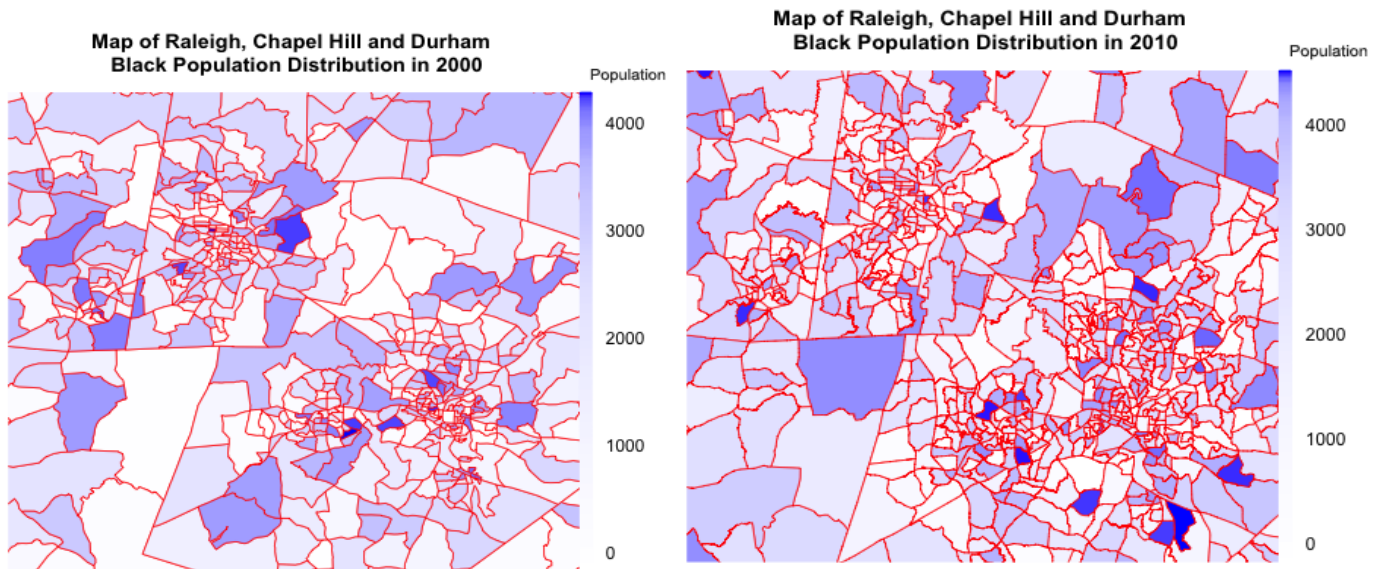 Map of Raleigh, Chapel Hill and Durham
Black Population Distribution in 2000
Population
4000
3000
2000
1000
0
Map of Raleigh, Chapel Hill and Durham
Black Population Distribution in 2010
Population
4000
3000
2000
1000
0